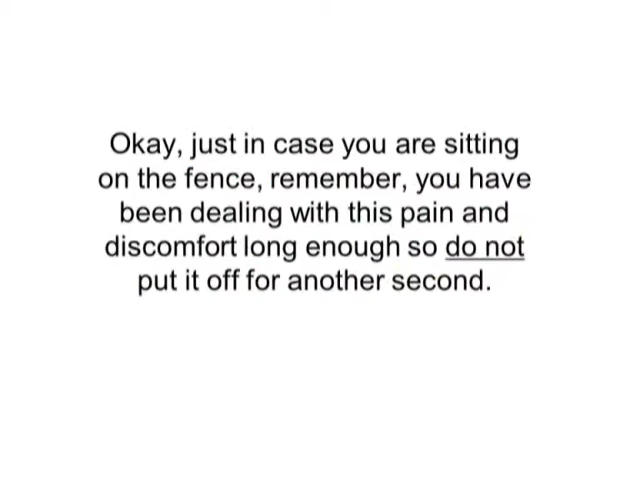 Okay, just in case you are sitting
on the fence, remember, you have
been dealing with this pain and
discomfort long enough so do not
put it off for another second.